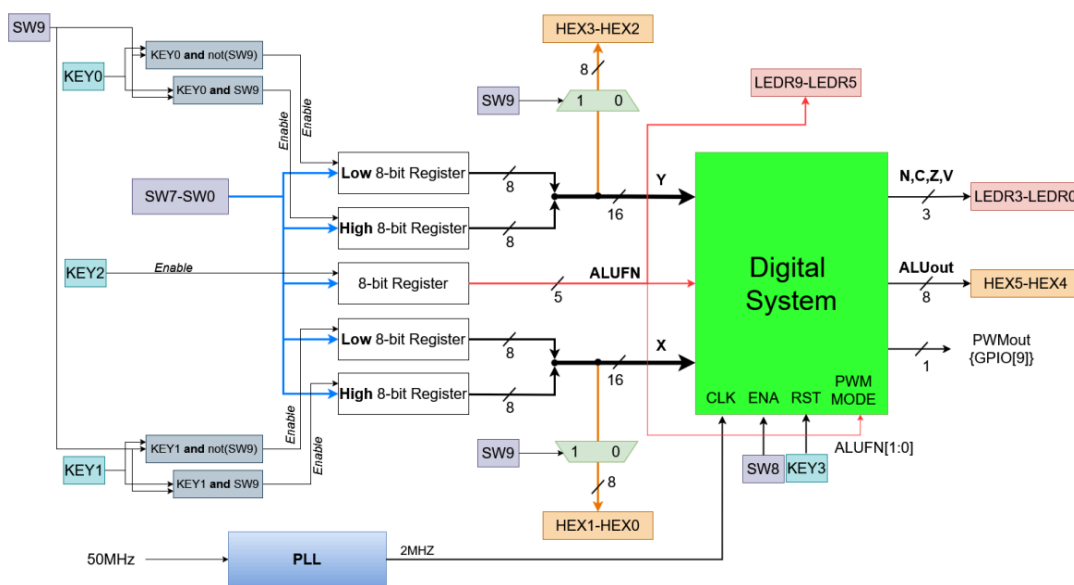 HEX3-HEX2
SW9
KEY0 and not(SW9)
8
LEDR9-LEDR5
KEY0
KEY0 and SW9
SW9
1 0
Enable
Enable
Low 8-bit Register
8
Y
N,C,Z,V
SW7-SW0
16
3
LEDR3-LEDR0
High 8-bit Register
8
KEY2
Enable
8-bit Register
5
ALUFN
Digital
System
ALUout
8
HEX5-HEX4
Low 8-bit Register
8
X
16
PWMout
{GPIO[9]}
1
High 8-bit Register
8
CLK ENA RST PWM
MODE
Enable
Enable
KEY1 and not(SW9)
SW9
1 0
ALUFN[1:0]
KEY1
KEY1 and SW9
8
SW8
KEY3
HEX1-HEX0
50MHz
PLL
2MHZ